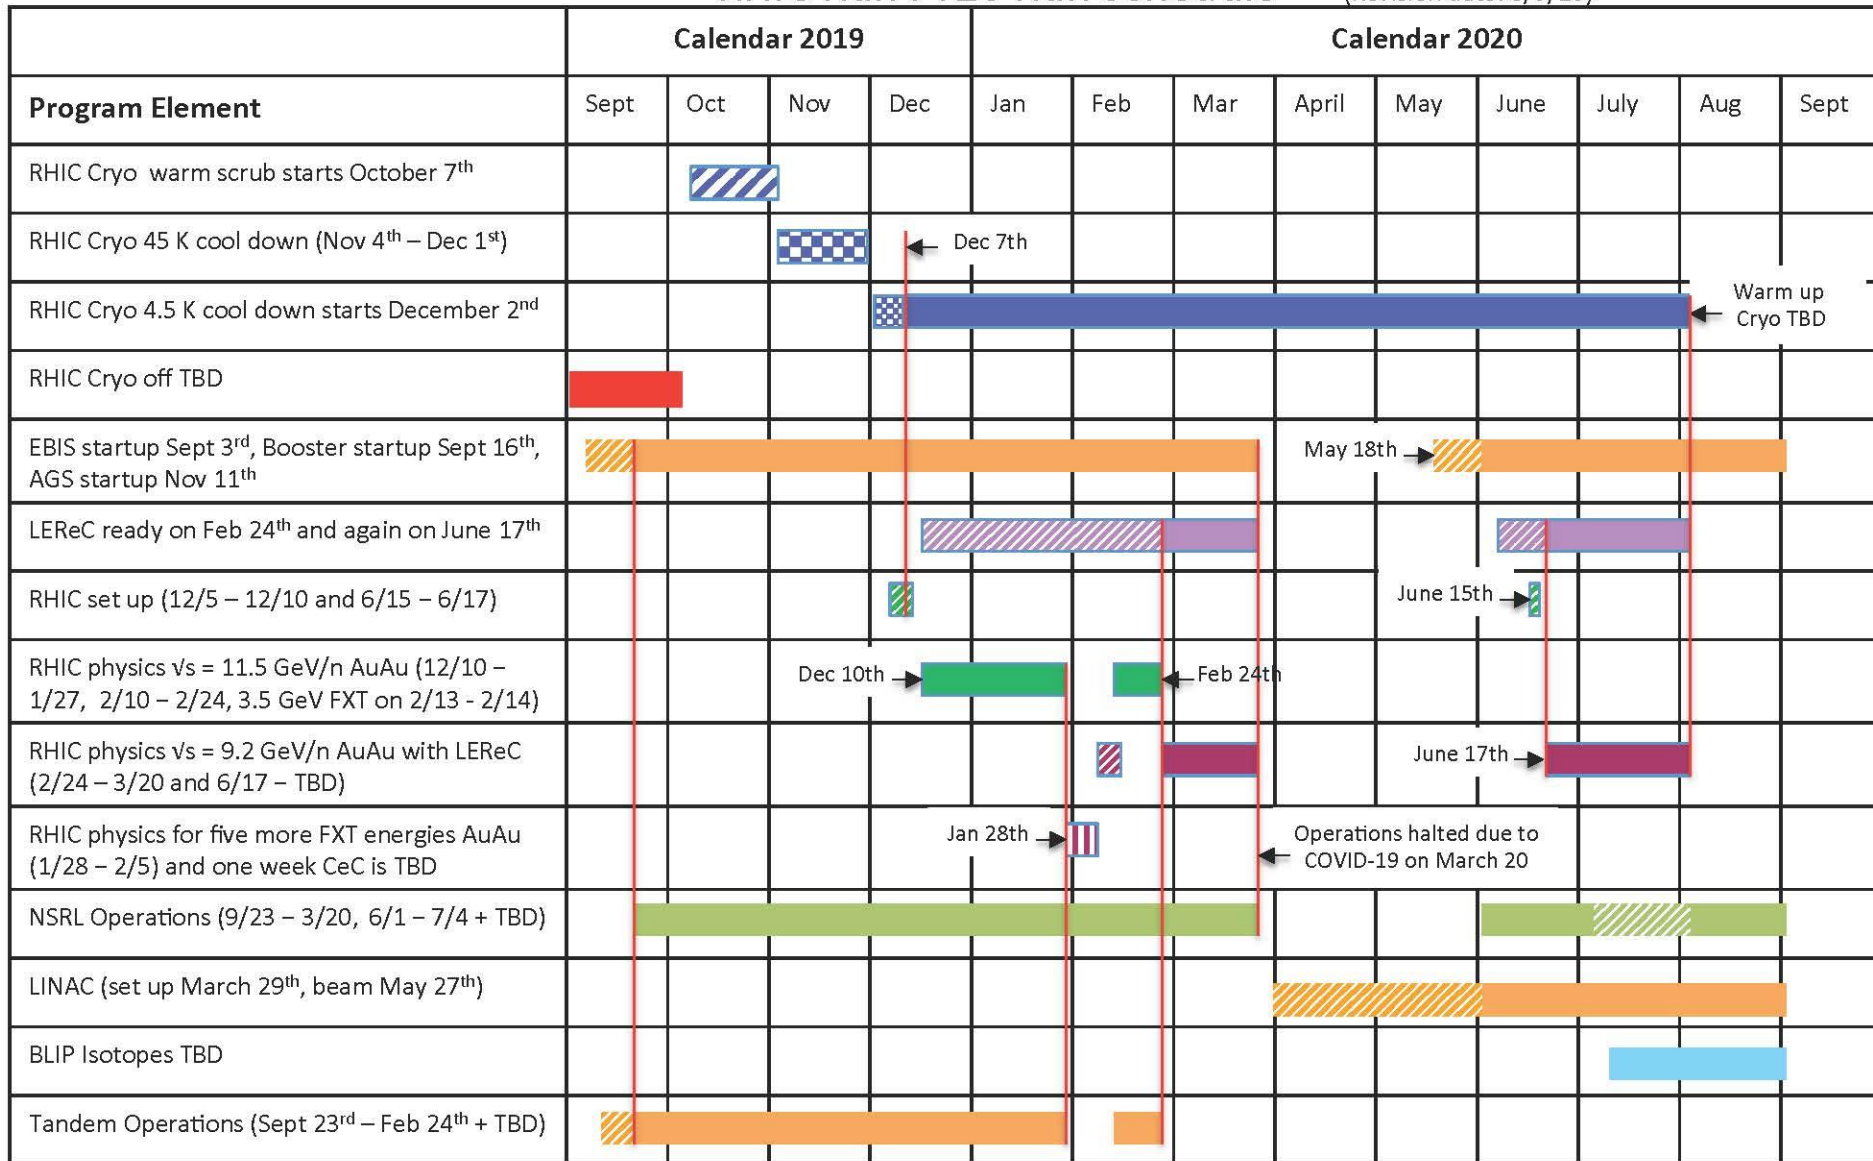 Calendar 2019
Calendar 2020
Program Element
Sept
Oct
Nov
Dec
Jan
Feb
Mar
April
May
June
July
Aug
Sept
RHIC Cryo warm scrub starts October 7th
RHIC Cryo 45 K cool down (Nov 4th – Dec 1st)
Dec 7th
RHIC Cryo 4.5 K cool down starts December 2nd
Warm up
Cryo TBD
RHIC Cryo off TBD
EBIS startup Sept 3rd, Booster startup Sept 16th,
AGS startup Nov 11th
May 18th
LEReC ready on Feb 24th and again on June 17th
RHIC set up (12/5 – 12/10 and 6/15 – 6/17)
June 15th
RHIC physics √s = 11.5 GeV/n AuAu (12/10 –
1/27, 2/10 – 2/24, 3.5 GeV FXT on 2/13 - 2/14)
Dec 10th
Feb 24th
RHIC physics √s = 9.2 GeV/n AuAu with LEReC
(2/24 – 3/20 and 6/17 – TBD)
June 17th
RHIC physics for five more FXT energies AuAu
(1/28 – 2/5) and one week CeC is TBD
Jan 28th
Operations halted due to
COVID-19 on March 20
NSRL Operations (9/23 – 3/20, 6/1 – 7/4 + TBD)
LINAC (set up March 29th, beam May 27th)
BLIP Isotopes TBD
Tandem Operations (Sept 23rd – Feb 24th + TBD)